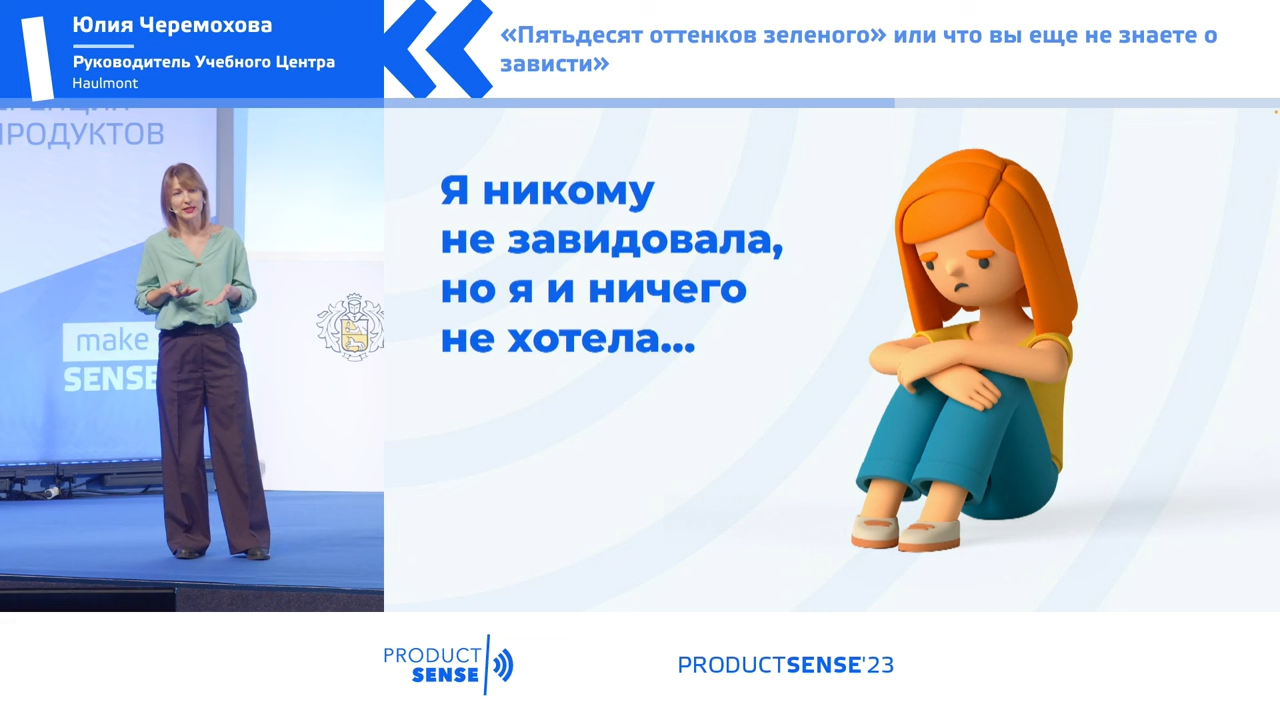 Юлия Черемохова
Руководитель Учебного Центра
Haulmont
«Пятьдесят оттенков зеленого» или что вы еще не знаете о
зависти»
ПРОДУКТОВ
make
SENSE
Я никому
не завидовала,
но я и ничего
не хотела...
PRODUCT
SENSE
PRODUCTSENSE'23